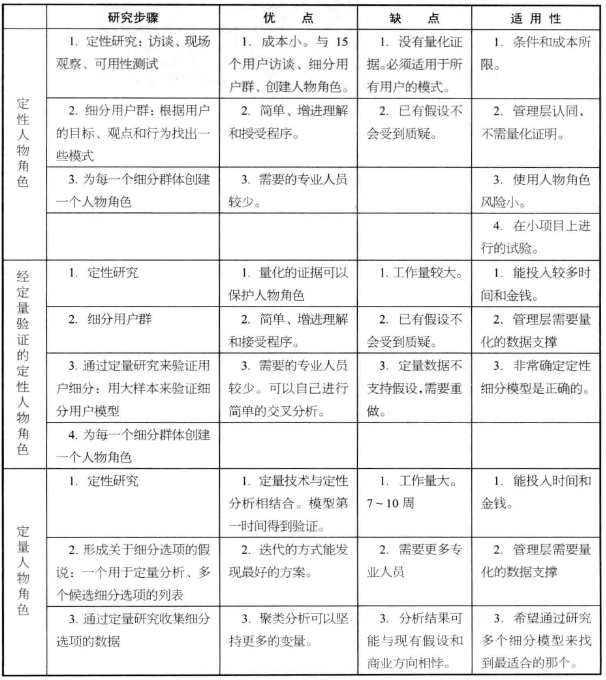 研究步骤 优 点 缺 点 适 用 性
定性人物角色
1. 定性研究：访谈、现场
观察、可用性测试
1. 成本小。与 15
个用户访谈、细分用
户群、创建人物角色。
1. 没有量化证
据。必须适用于所
有用户的模式。
1. 条件和成本所
限。
2. 细分用户群：根据用户
的目标、观点和行为找出一
些模式
2. 简单、增进理解
和授受程序。
2. 已有假设不
会受到质疑。
2. 管理层认同，
不需量化证明。
3. 为每一个细分群体创建
一个人物角色
3. 需要的专业人员
较少。
3. 使用人物角色
风险小。
4. 在小项目上进
行的试验。
经定量验证的定性人物角色
1. 定性研究
1. 量化的证据可以
保护人物角色
1. 工作量较大。
1. 能投入较多时
间和金钱。
2. 细分用户群
2. 简单、增进理解
和接受程序。
2. 已有假设不
会受到质疑。
2. 管理层需要量
化的数据支撑
3. 通过定量研究来验证用
户细分：用大样本来验证细
分用户模型
3. 需要的专业人员
较少。可以自己进行
简单的交叉分析。
3. 定量数据不
支持假设，需要重
做。
3. 非常确定定性
细分模型是正确的。
4. 为每一个细分群体创建
一个人物角色
定量人物角色
1. 定性研究
1. 定量技术与定性
分析相结合。模型第
一时间得到验证。
1. 工作量大。
7~10 周
1. 能投入时间和
金钱。
2. 形成关于细分选项的假
说：一个用于定量分析、多
个候选细分选项的列表
2. 迭代的方式能发
现最好的方案。
2. 需要更多专
业人员
2. 管理层需要量
化的数据支撑
3. 通过定量研究收集细分
选项的数据
3. 聚类分析可以坚
持更多的变量。
3. 分析结果可
能与现有假设和
商业方向相悖。
3. 希望通过研究
多个细分模型来找
到最适合的那个。